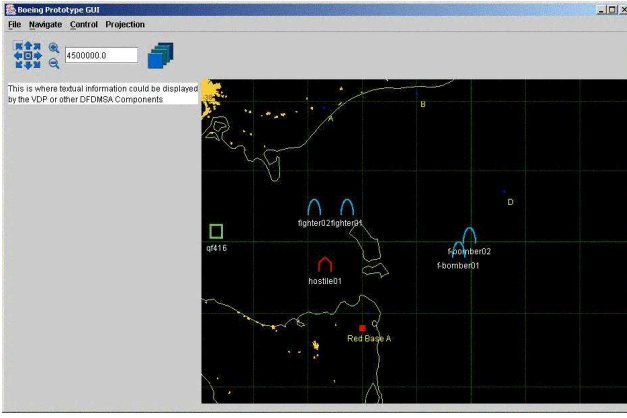 Boeing Prototype GUI
File Navigate Control Projection
4500000.0
This is where textual information could be displayed
by the VDP or other DFDMSA Components
A
B
D
fighter02fighter01
qf416
f-bomber02
f-bomber01
hostile01
C
Red Base A